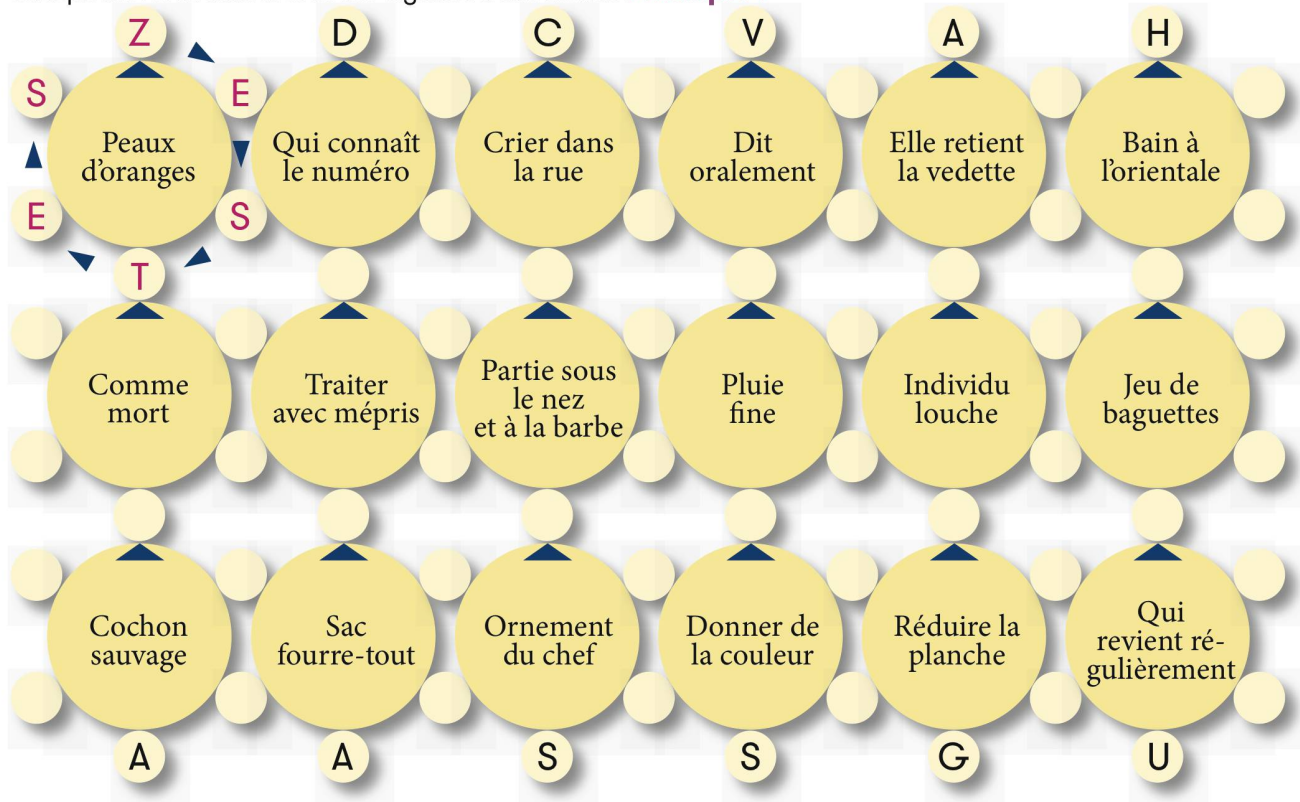 Z D C V A H
S E
Peaux
d'oranges
Qui connaît
le numéro
Crier dans
la rue
Dit
oralement
Elle retient
la vedette
Bain à
l'orientale
E S
T
Comme
mort
Traiter
avec mépris
Partie sous
le nez
et à la barbe
Pluie
fine
Individu
louche
Jeu de
baguettes
Cochon
sauvage
Sac
fourre-tout
Ornement
du chef
Donner de
la couleur
Réduire la
planche
Qui
revient ré-
gulièrement
A A S S G U